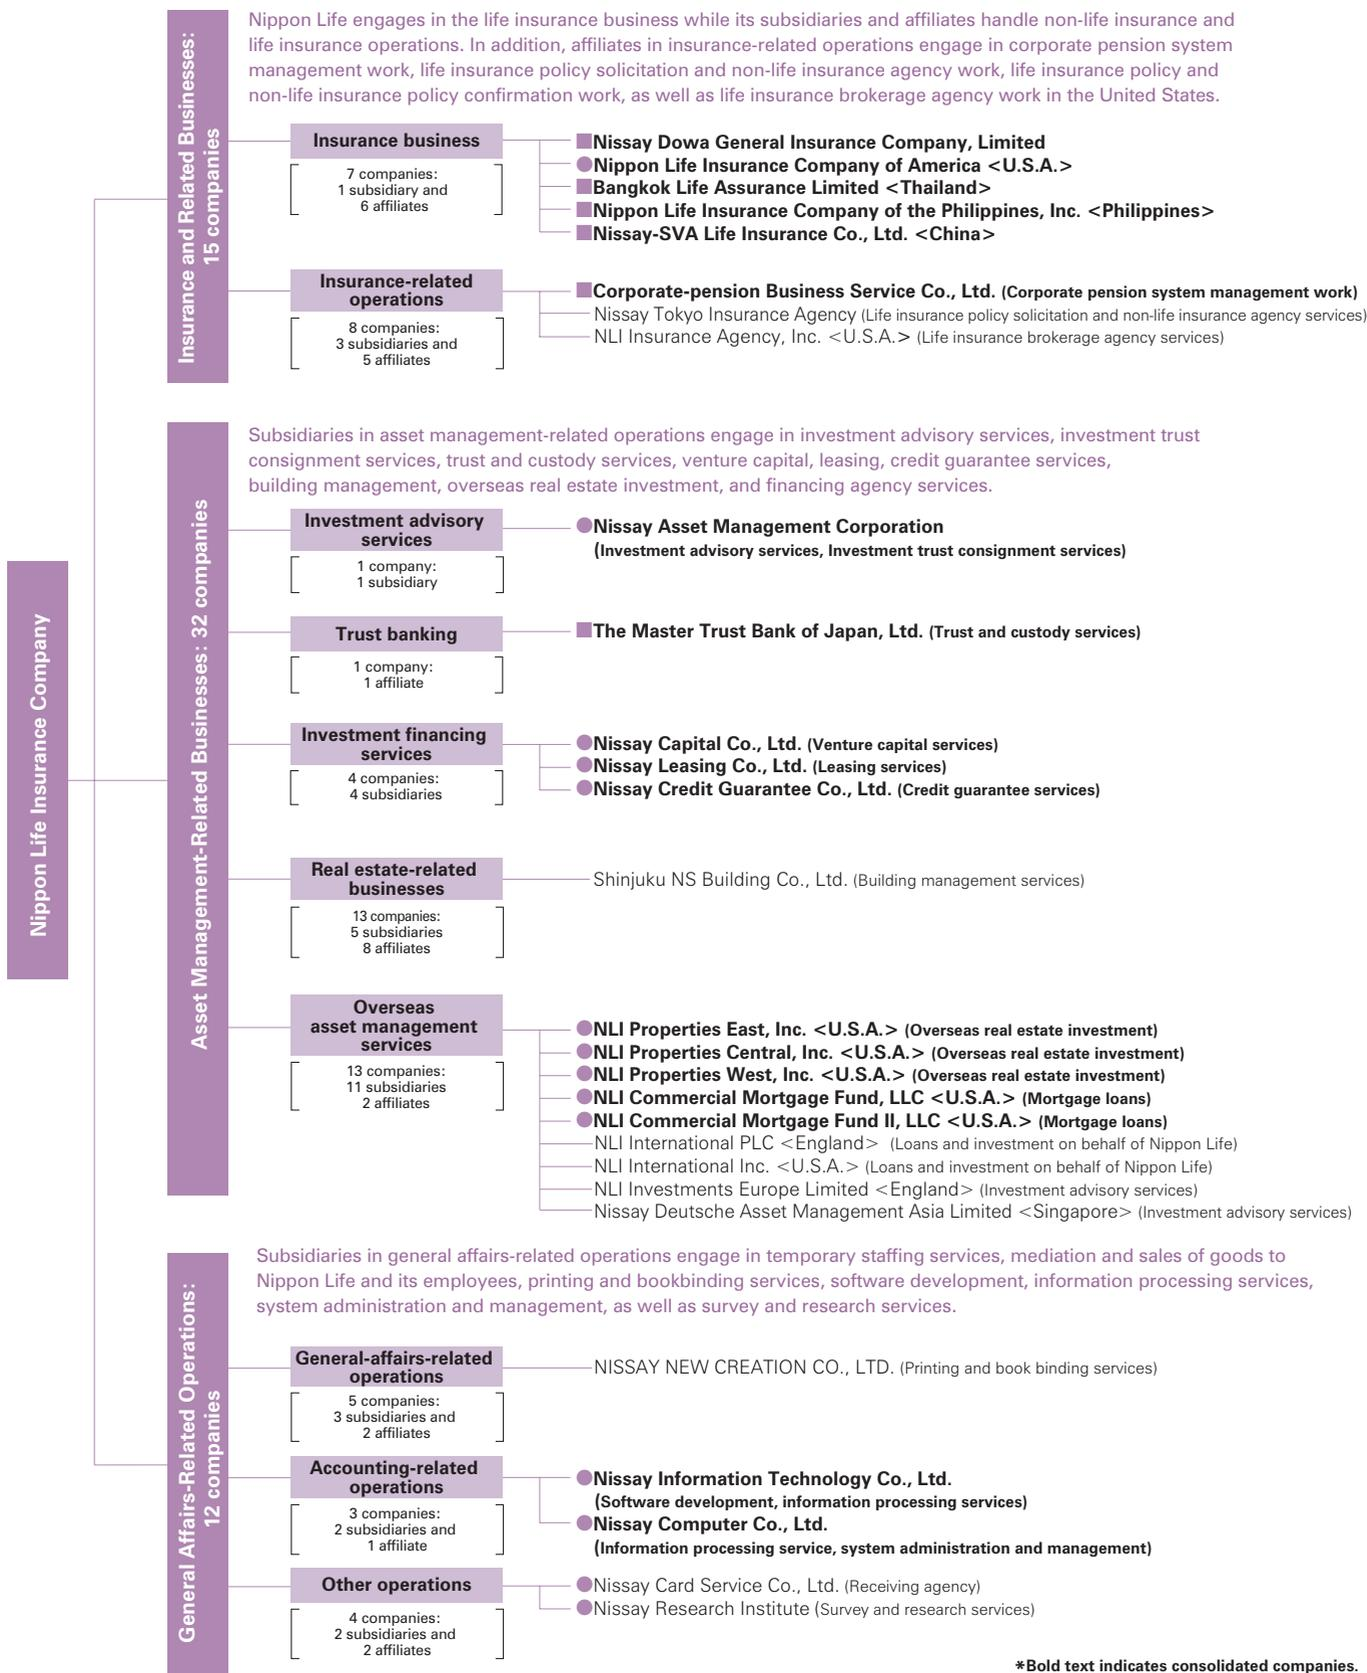 Nippon Life Insurance Company
Insurance and Related Businesses:
15 companies
Nippon Life engages in the life insurance business while its subsidiaries and affiliates handle non-life insurance and
life insurance operations. In addition, affiliates in insurance-related operations engage in corporate pension system
management work, life insurance policy solicitation and non-life insurance agency work, life insurance policy and
non-life insurance policy confirmation work, as well as life insurance brokerage agency work in the United States.
Insurance business
7 companies:
1 subsidiary and
6 affiliates
■Nissay Dowa General Insurance Company, Limited
●Nippon Life Insurance Company of America <U.S.A.>
■Bangkok Life Assurance Limited <Thailand>
■Nippon Life Insurance Company of the Philippines, Inc. <Philippines>
■Nissay-SVA Life Insurance Co., Ltd. <China>
Insurance-related
operations
8 companies:
3 subsidiaries and
5 affiliates
■Corporate-pension Business Service Co., Ltd. (Corporate pension system management work)
Nissay Tokyo Insurance Agency (Life insurance policy solicitation and non-life insurance agency services)
NLI Insurance Agency, Inc. <U.S.A.> (Life insurance brokerage agency services)
Asset Management-Related Businesses: 32 companies
Subsidiaries in asset management-related operations engage in investment advisory services, investment trust
consignment services, trust and custody services, venture capital, leasing, credit guarantee services,
building management, overseas real estate investment, and financing agency services.
Investment advisory
services
1 company:
1 subsidiary
●Nissay Asset Management Corporation
(Investment advisory services, Investment trust consignment services)
Trust banking
1 company:
1 affiliate
■The Master Trust Bank of Japan, Ltd. (Trust and custody services)
Investment financing
services
4 companies:
4 subsidiaries
●Nissay Capital Co., Ltd. (Venture capital services)
●Nissay Leasing Co., Ltd. (Leasing services)
●Nissay Credit Guarantee Co., Ltd. (Credit guarantee services)
Real estate-related
businesses
13 companies:
5 subsidiaries
8 affiliates
Shinjuku NS Building Co., Ltd. (Building management services)
Overseas
asset management
services
13 companies:
11 subsidiaries
2 affiliates
●NLI Properties East, Inc. <U.S.A.> (Overseas real estate investment)
●NLI Properties Central, Inc. <U.S.A.> (Overseas real estate investment)
●NLI Properties West, Inc. <U.S.A.> (Overseas real estate investment)
●NLI Commercial Mortgage Fund, LLC <U.S.A.> (Mortgage loans)
●NLI Commercial Mortgage Fund II, LLC <U.S.A.> (Mortgage loans)
NLI International PLC <England> (Loans and investment on behalf of Nippon Life)
NLI International Inc. <U.S.A.> (Loans and investment on behalf of Nippon Life)
NLI Investments Europe Limited <England> (Investment advisory services)
Nissay Deutsche Asset Management Asia Limited <Singapore> (Investment advisory services)
General Affairs-Related Operations:
12 companies
Subsidiaries in general affairs-related operations engage in temporary staffing services, mediation and sales of goods to
Nippon Life and its employees, printing and bookbinding services, software development, information processing services,
system administration and management, as well as survey and research services.
General-affairs-related
operations
5 companies:
3 subsidiaries and
2 affiliates
NISSAY NEW CREATION CO., LTD. (Printing and book binding services)
Accounting-related
operations
3 companies:
2 subsidiaries and
1 affiliate
●Nissay Information Technology Co., Ltd.
(Software development, information processing services)
●Nissay Computer Co., Ltd.
(Information processing service, system administration and management)
Other operations
4 companies:
2 subsidiaries and
2 affiliates
●Nissay Card Service Co., Ltd. (Receiving agency)
●Nissay Research Institute (Survey and research services)
*Bold text indicates consolidated companies.